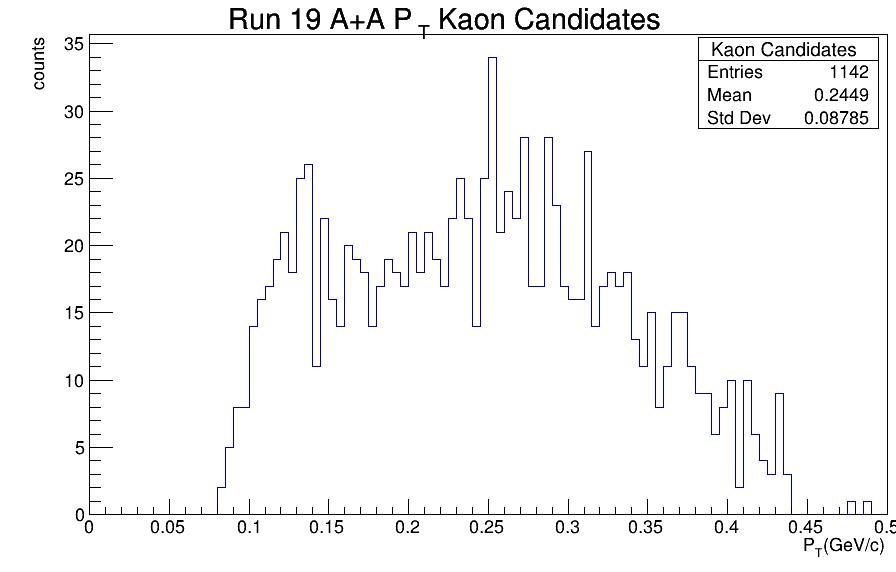 Run 19 A+A P_T Kaon Candidates
counts
Kaon Candidates
Entries 1142
Mean 0.2449
Std Dev 0.08785
35
30
25
20
15
10
5
0
0 0.05 0.1 0.15 0.2 0.25 0.3 0.35 0.4 0.45 0.5
P_T(GeV/c)